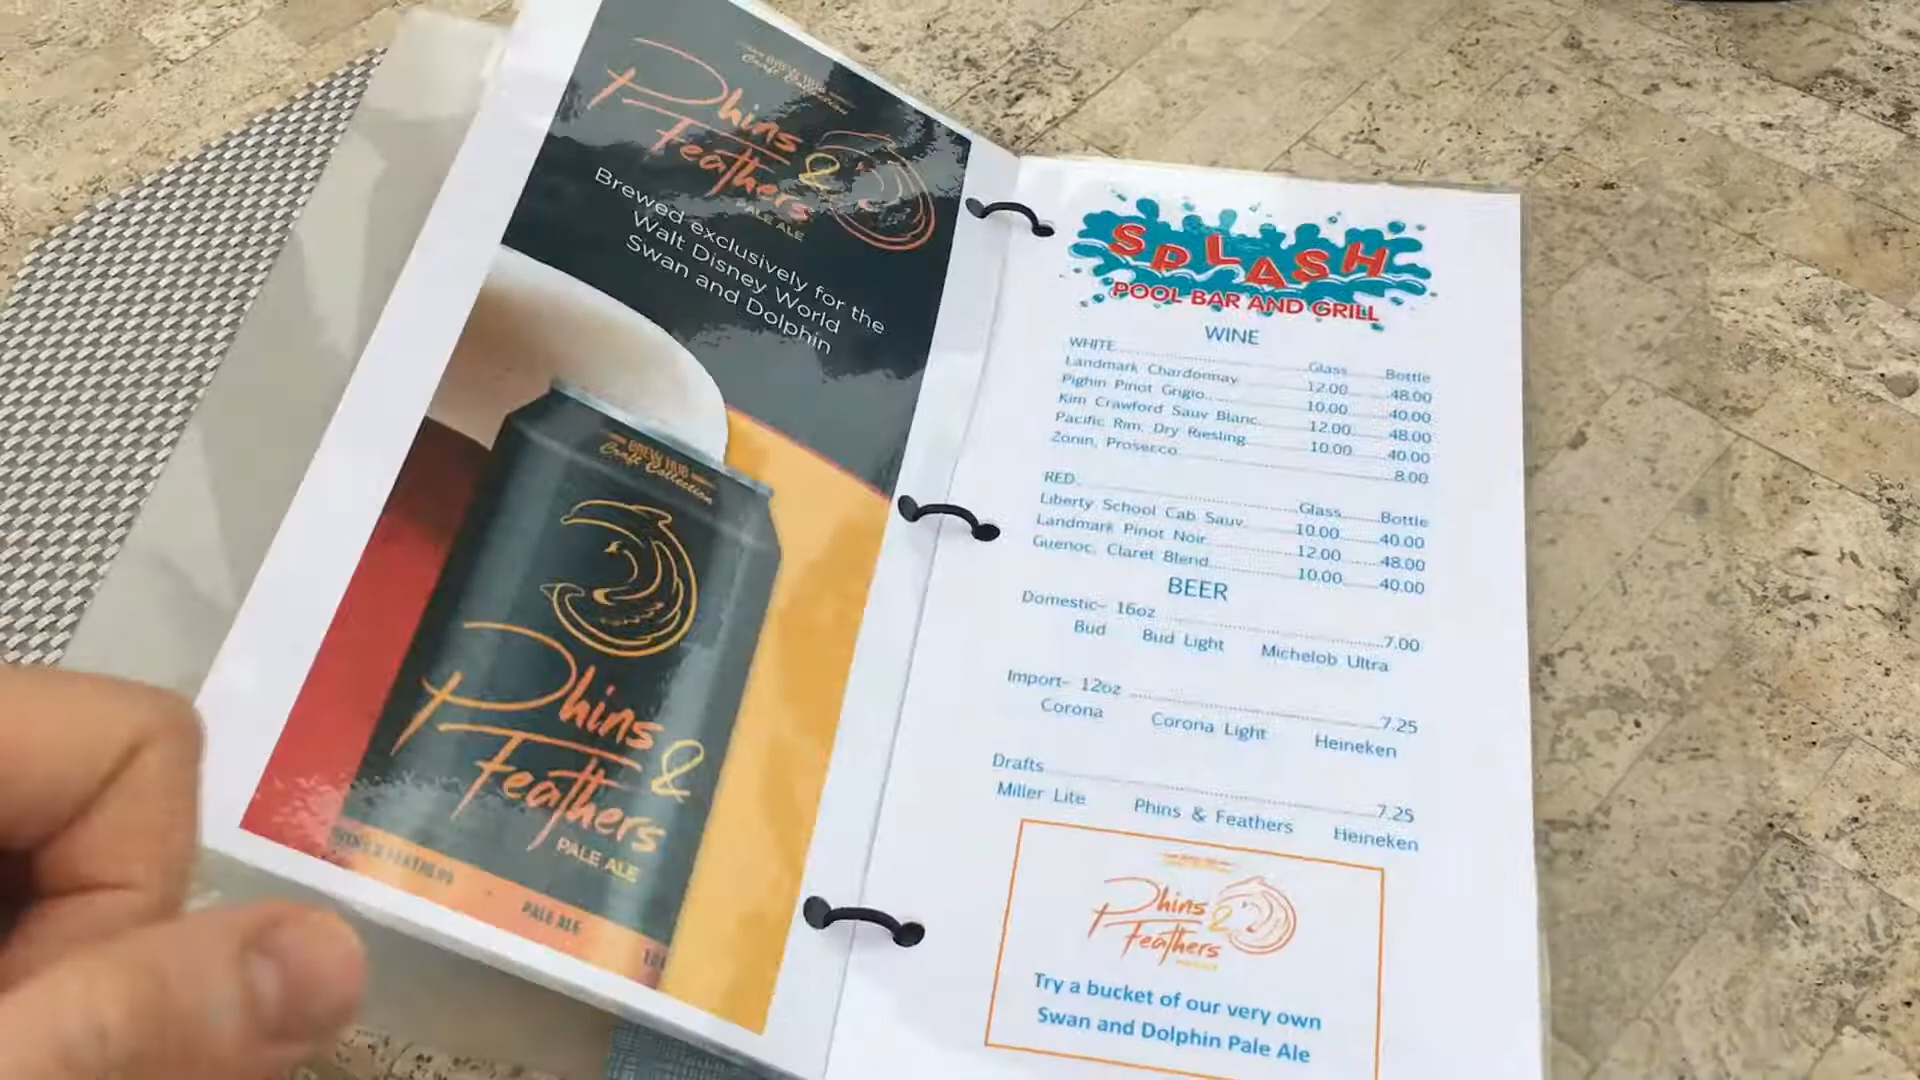 BREW HUB
Craft Collection
Phins &
Feathers
PALE ALE
Brewed exclusively for the
Walt Disney World
Swan and Dolphin
BREW HUB
Craft Collection
Phins &
Feathers
PALE ALE
PALE ALE
SPLASH
POOL BAR AND GRILL
WINE
WHITE Glass Bottle
Landmark Chardonnay 12.00 48.00
Pighin Pinot Grigio 10.00 40.00
Kim Crawford Sauv Blanc 12.00 48.00
Pacific Rim, Dry Riesling 10.00 40.00
Zonin, Prosecco 8.00
RED Glass Bottle
Liberty School Cab Sauv 10.00 40.00
Landmark Pinot Noir 12.00 48.00
Guenoc, Claret Blend 10.00 40.00
BEER
Domestic- 16oz 7.00
Bud Bud Light Michelob Ultra
Import- 12oz 7.25
Corona Corona Light Heineken
Drafts 7.25
Miller Lite Phins & Feathers Heineken
Phins &
Feathers
Try a bucket of our very own
Swan and Dolphin Pale Ale